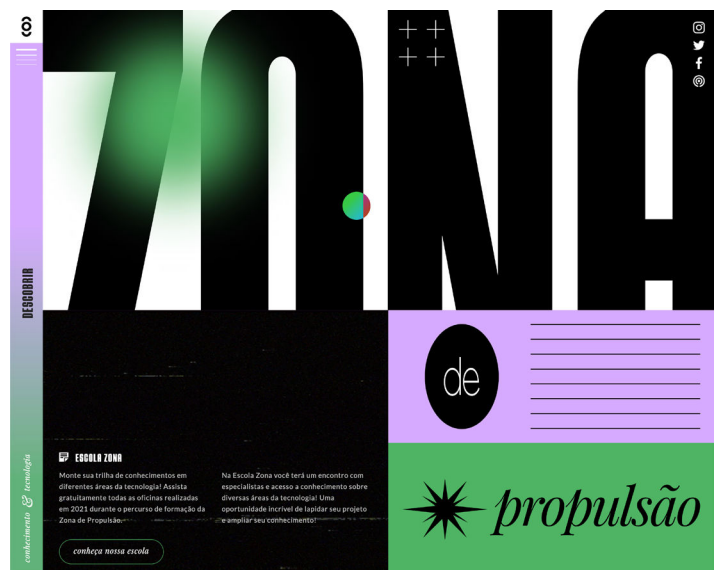 ZONA
DESCOBRIR
conhecimento & tecnologia
de
propulsão
ESCOLA ZONA
Monte sua trilha de conhecimentos em
diferentes áreas da tecnologia! Assista
gratuitamente todas as oficinas realizadas
em 2021 durante o percurso de formação da
Zona de Propulsão.
Na Escola Zona você terá um encontro com
especialistas e acesso a conhecimento sobre
diversas áreas da tecnologia! Uma
oportunidade incrível de lapidar seu projeto
e ampliar seu conhecimento!
conheça nossa escola